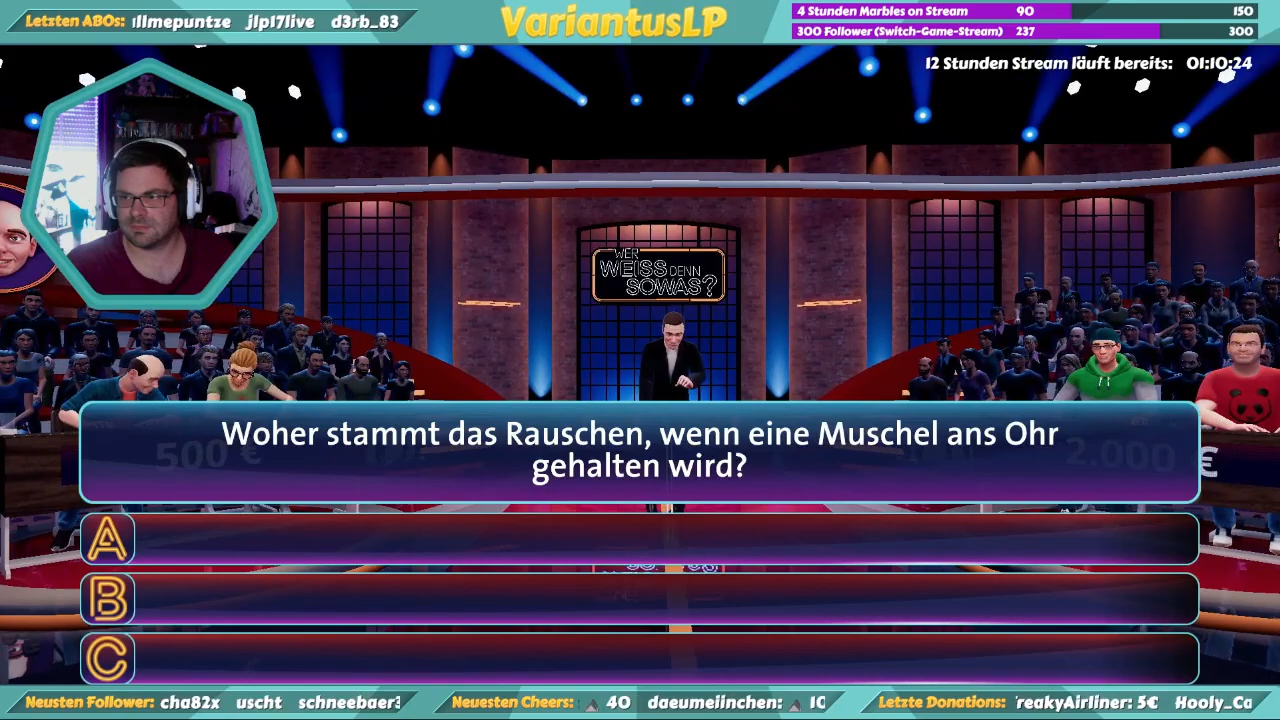 Letzten ABOs: llmepuntze jlp17live d3rb_83
VariantusLP
4 Stunden Marbles on Stream 90 150
300 Follower (Switch-Game-Stream) 237 300
12 Stunden Stream läuft bereits: 01:10:24
WER
WEISS DENN
SOWAS?
Woher stammt das Rauschen, wenn eine Muschel ans Ohr
gehalten wird?
500 €
2.000 €
A
B
C
Neusten Follower: cha82x uscht schneebaer3
Neuesten Cheers: 40 daeumeiinchen: 10
Letzte Donations: reakyAirliner: 5€ Hooly_Ca